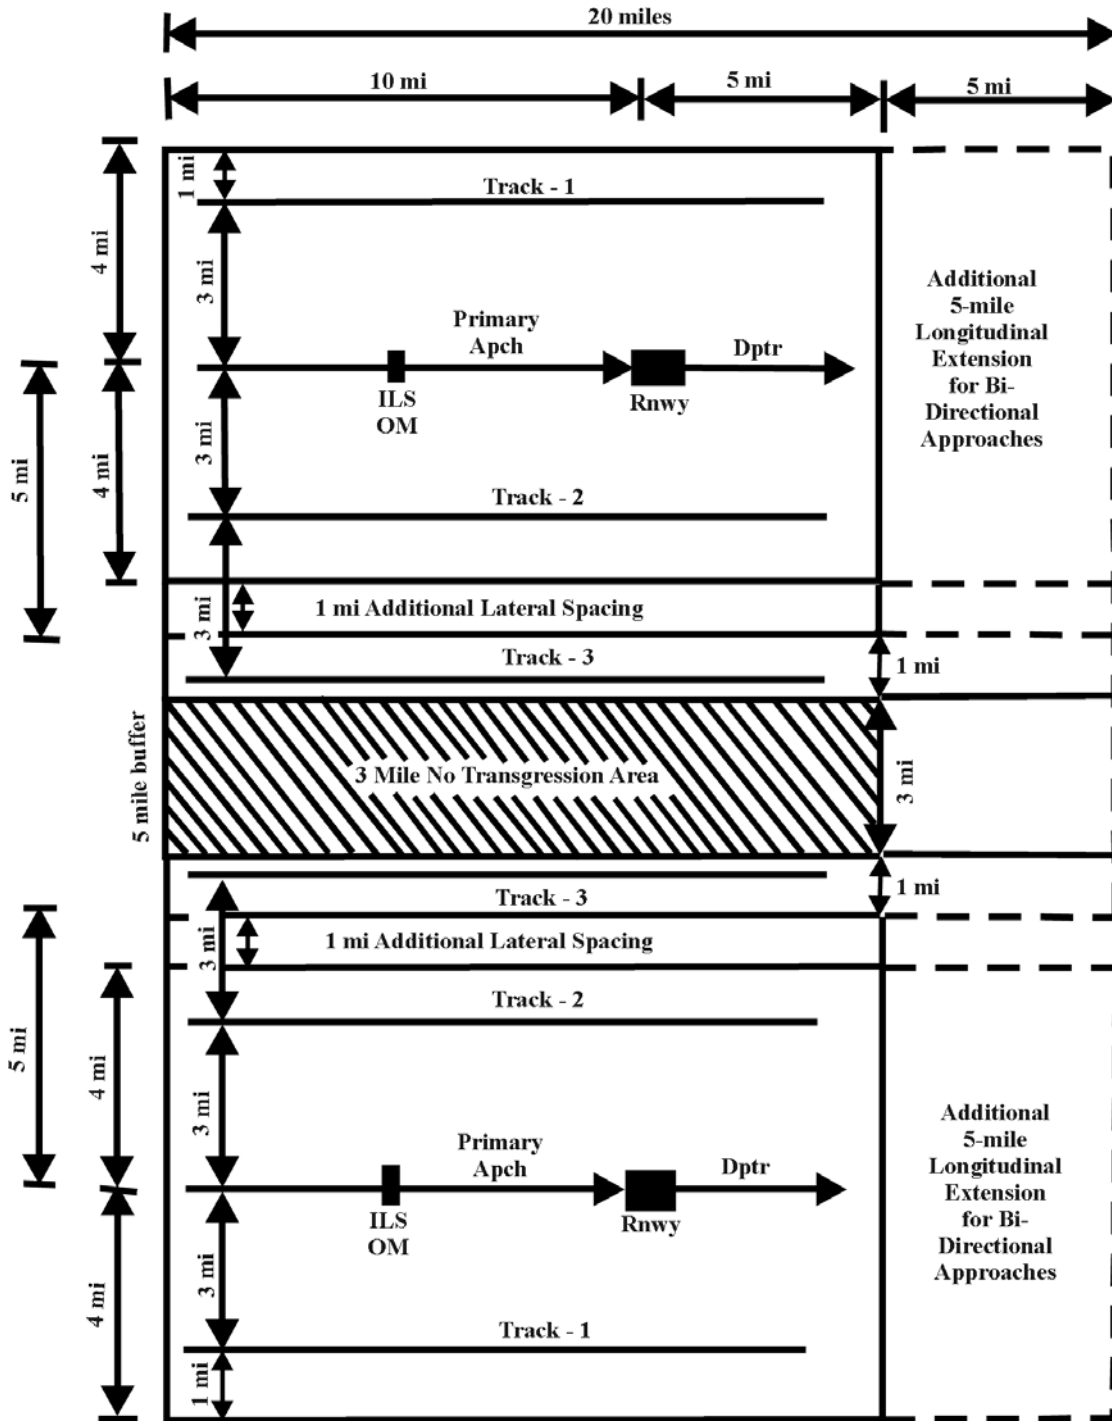 20 miles
10 mi
5 mi
5 mi
1 mi
Track - 1
4 mi
3 mi
Additional
5-mile
Longitudinal
Extension
for Bi-
Directional
Approaches
Primary
Apch
Dptr
ILS
OM
Rnwy
5 mi
4 mi
3 mi
Track - 2
3 mi
1 mi Additional Lateral Spacing
Track - 3
1 mi
5 mile buffer
3 Mile No Transgression Area
3 mi
Track - 3
1 mi
3 mi
1 mi Additional Lateral Spacing
Track - 2
5 mi
4 mi
3 mi
Primary
Apch
Dptr
ILS
OM
Rnwy
Additional
5-mile
Longitudinal
Extension
for Bi-
Directional
Approaches
4 mi
3 mi
Track - 1
1 mi